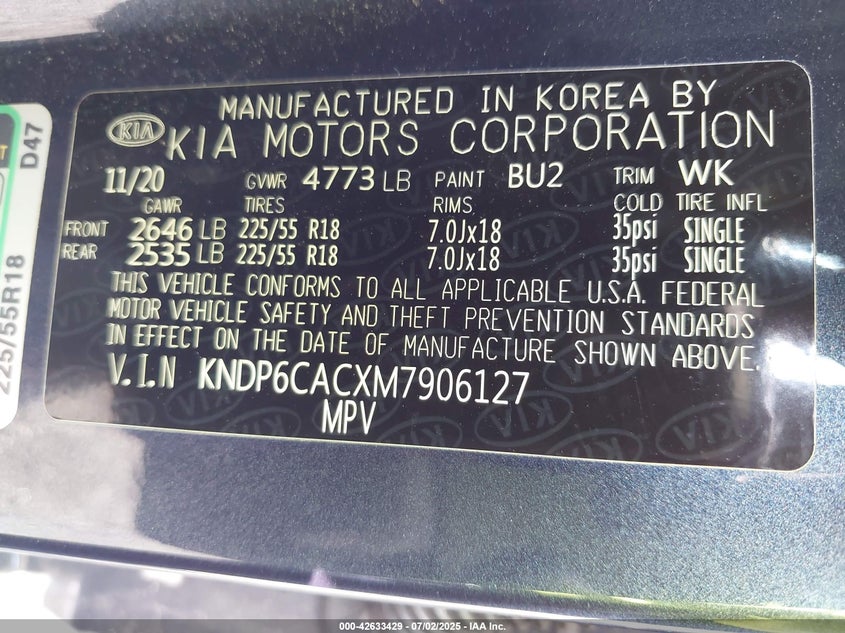 MANUFACTURED IN KOREA BY
KIA KIA MOTORS CORPORATION
11/20 GVWR 4773 LB PAINT BU2 TRIM WK
GAWR TIRES RIMS COLD TIRE INFL
FRONT 2646 LB 225/55 R18 7.0Jx18 35psi SINGLE
REAR 2535 LB 225/55 R18 7.0Jx18 35psi SINGLE
THIS VEHICLE CONFORMS TO ALL APPLICABLE U.S.A. FEDERAL
MOTOR VEHICLE SAFETY AND THEFT PREVENTION STANDARDS
IN EFFECT ON THE DATE OF MANUFACTURE SHOWN ABOVE.
V.I.N KNDP6CACXM7906127
MPV
D47
225/55R18
000-42633429 - 07/02/2025 - IAA Inc.